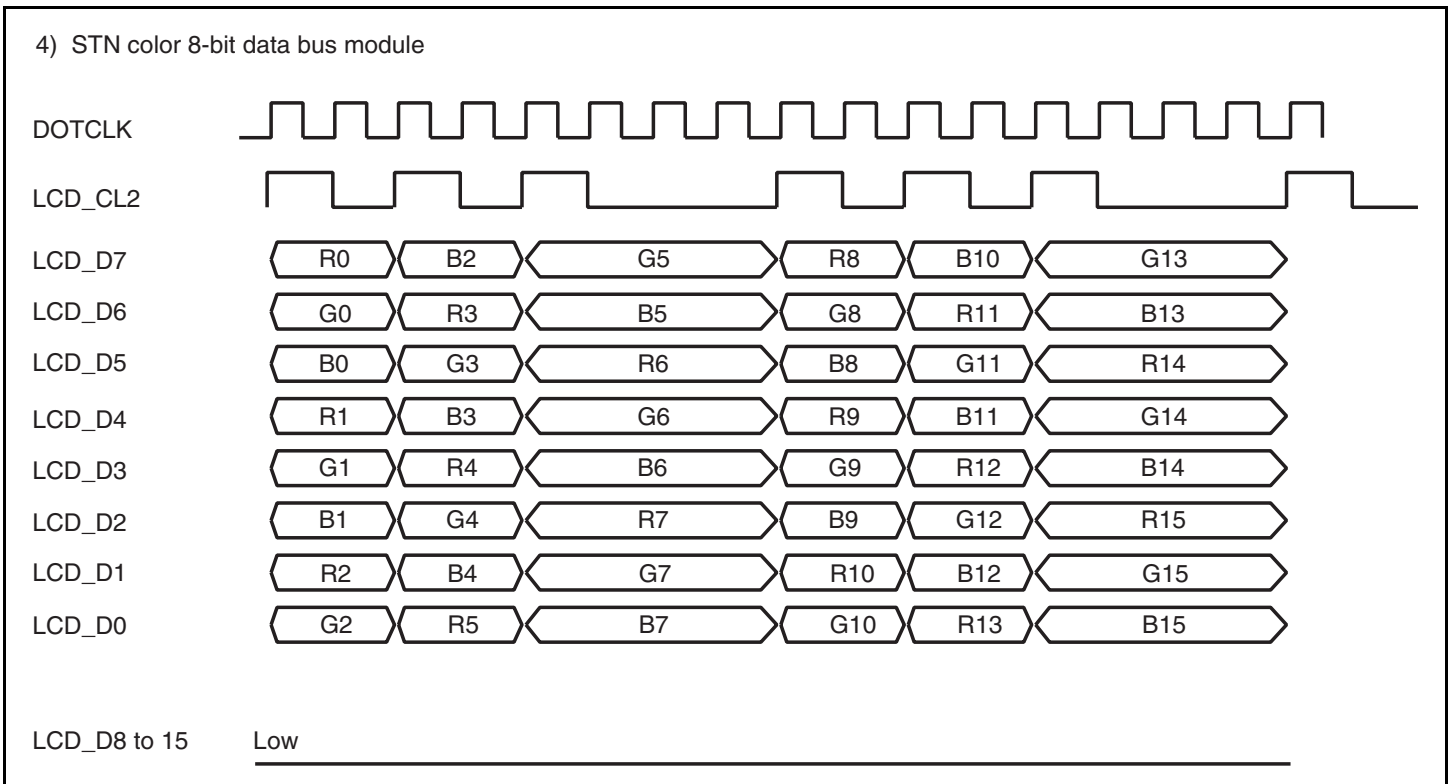 4) STN color 8-bit data bus module
DOTCLK
LCD_CL2
LCD_D7 R0 B2 G5 R8 B10 G13
LCD_D6 G0 R3 B5 G8 R11 B13
LCD_D5 B0 G3 R6 B8 G11 R14
LCD_D4 R1 B3 G6 R9 B11 G14
LCD_D3 G1 R4 B6 G9 R12 B14
LCD_D2 B1 G4 R7 B9 G12 R15
LCD_D1 R2 B4 G7 R10 B12 G15
LCD_D0 G2 R5 B7 G10 R13 B15
LCD_D8 to 15 Low